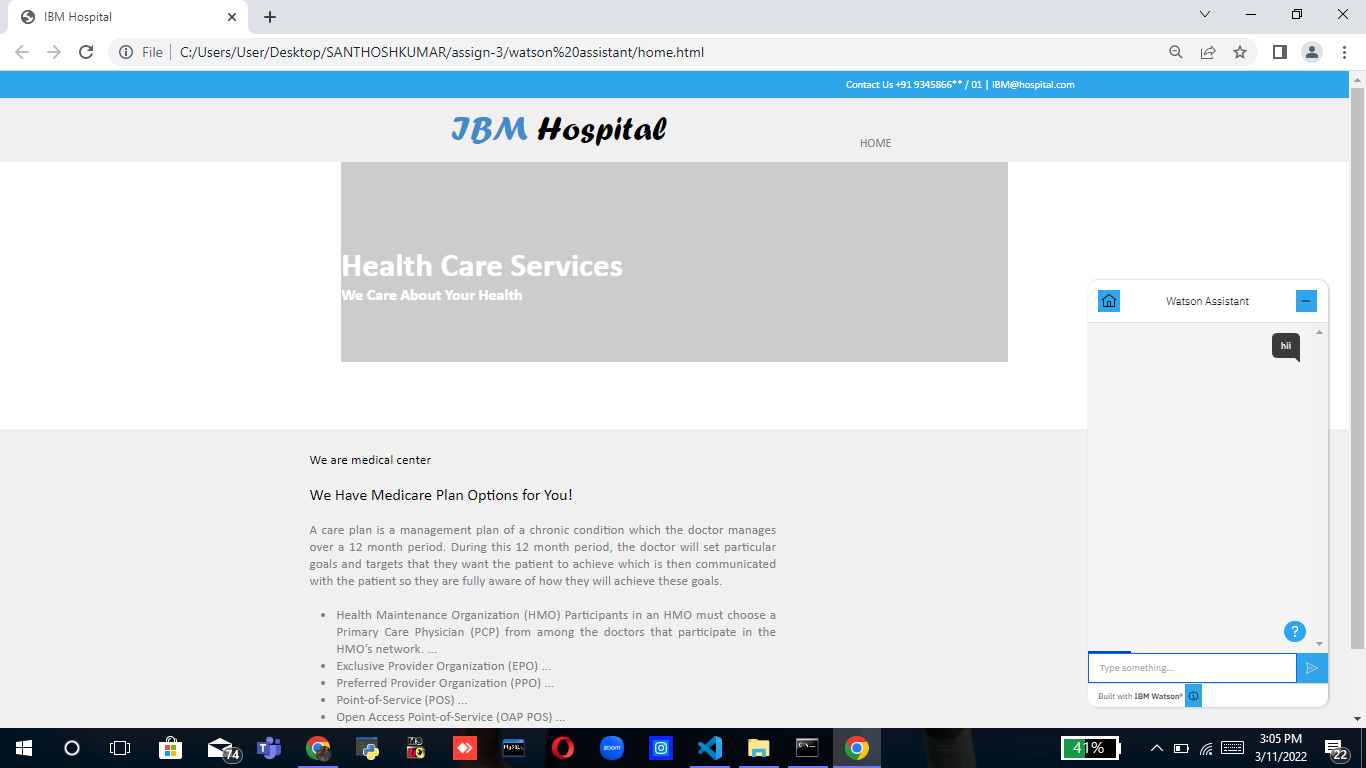 IBM Hospital
File
C:/Users/User/Desktop/SANTHOSHKUMAR/assign-3/watson%20assistant/home.html
Contact Us +91 9345866** / 01 | IBM@hospital.com
IBM Hospital
HOME
Health Care Services
We Care About Your Health
Watson Assistant
hii
?
Type something...
Built with IBM Watson®
We are medical center
We Have Medicare Plan Options for You!
A care plan is a management plan of a chronic condition which the doctor manages
over a 12 month period. During this 12 month period, the doctor will set particular
goals and targets that they want the patient to achieve which is then communicated
with the patient so they are fully aware of how they will achieve these goals.
• Health Maintenance Organization (HMO) Participants in an HMO must choose a
Primary Care Physician (PCP) from among the doctors that participate in the
HMO’s network. ...
• Exclusive Provider Organization (EPO) ...
• Preferred Provider Organization (PPO) ...
• Point-of-Service (POS) ...
• Open Access Point-of-Service (OAP POS) ...
74
MySQL
zoom
41%
3:05 PM
3/11/2022
22